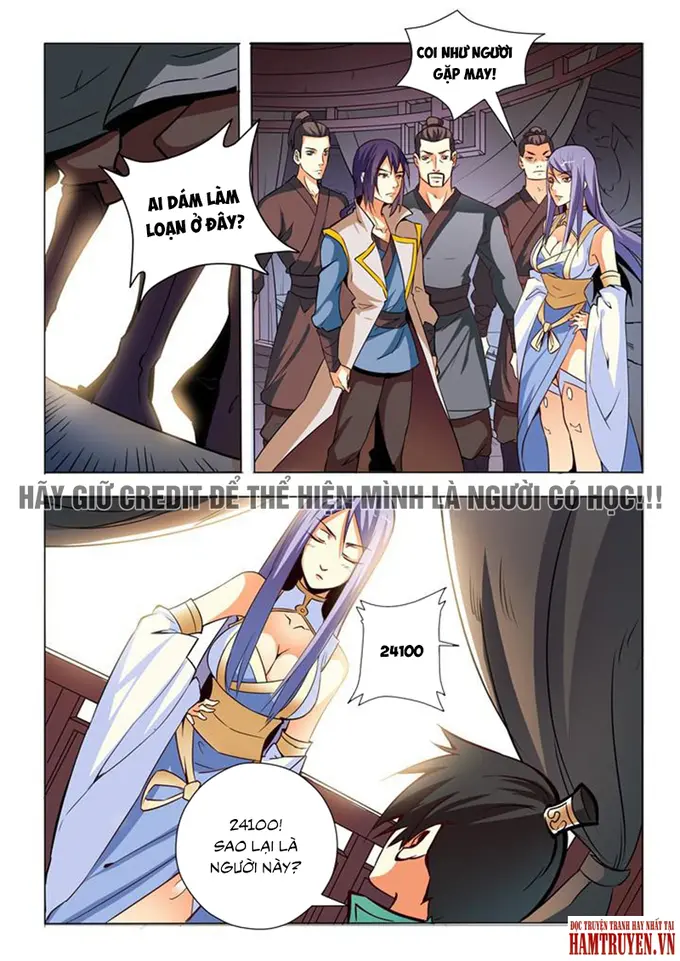 COI NHƯ NGƯỜI
GẶP MAY!
AI DÁM LÀM
LOẠN Ở ĐÂY?
HÃY GIỮ CREDIT ĐỂ THỂ HIỆN MÌNH LÀ NGƯỜI CÓ HỌC!!!
24100
24100!
SAO LẠI LÀ
NGƯỜI NÀY?
ĐỌC TRUYỆN TRANH HAY NHẤT TẠI
HAMTRUYEN.VN